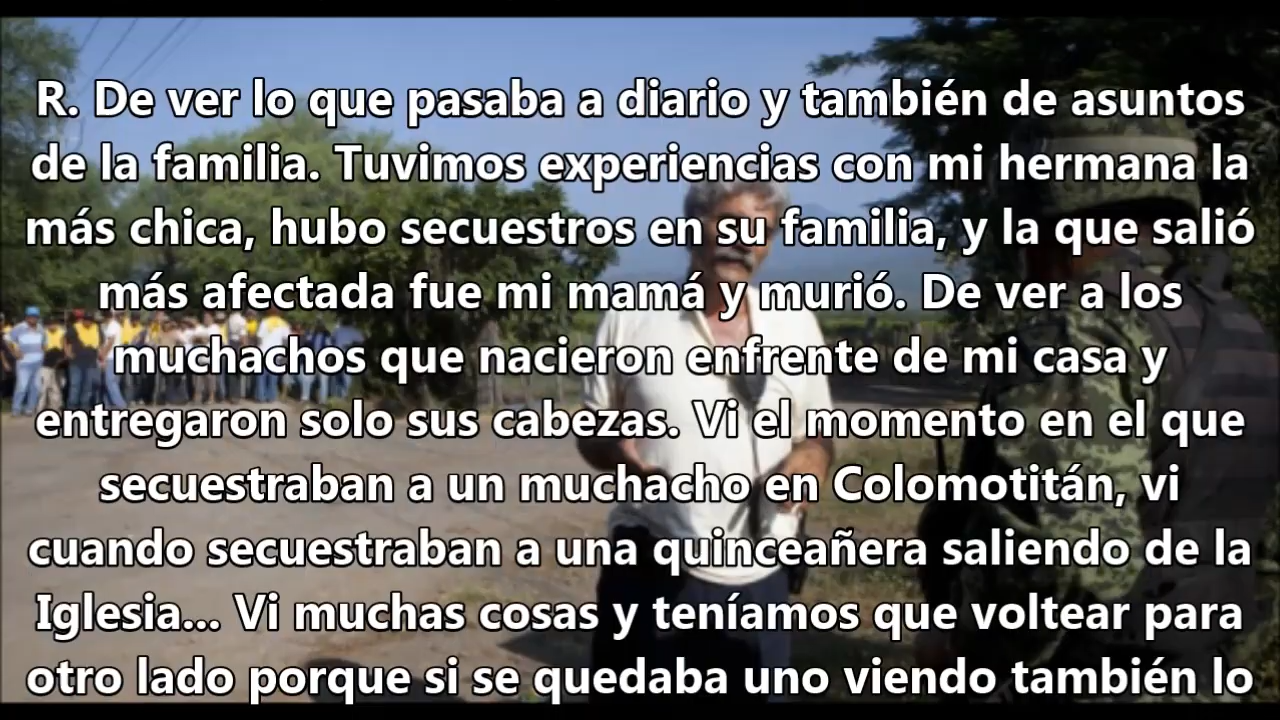 R. De ver lo que pasaba a diario y también de asuntos
de la familia. Tuvimos experiencias con mi hermana la
más chica, hubo secuestros en su familia, y la que salió
más afectada fue mi mamá y murió. De ver a los
muchachos que nacieron enfrente de mi casa y
entregaron solo sus cabezas. Vi el momento en el que
secuestraban a un muchacho en Colomotitán, vi
cuando secuestraban a una quinceañera saliendo de la
Iglesia... Vi muchas cosas y teníamos que voltear para
otro lado porque si se quedaba uno viendo también lo